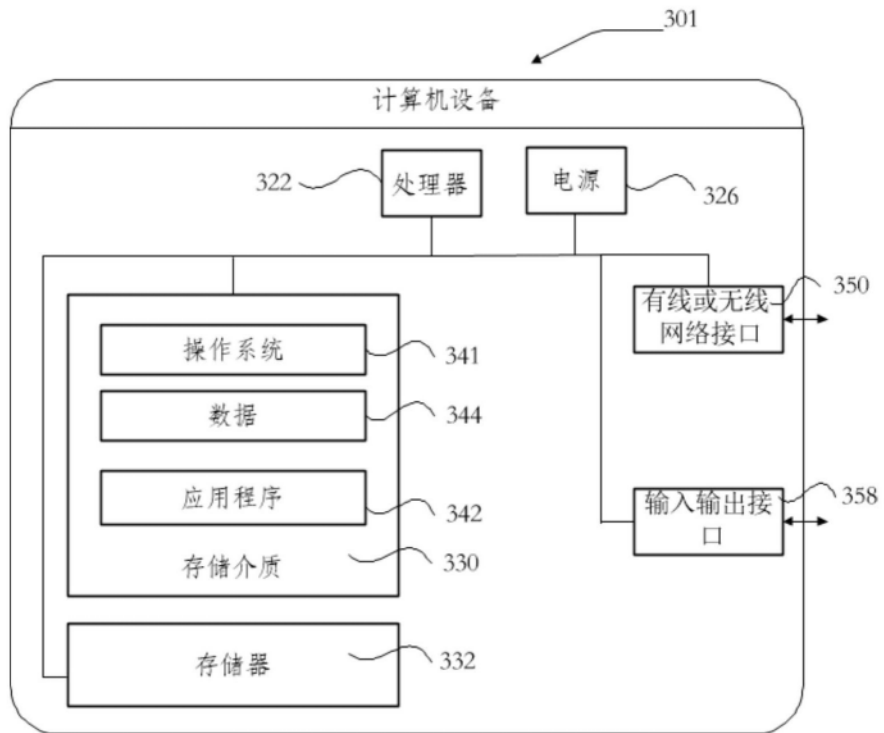 301
计算机设备
322
处理器
电源
326
有线或无线
网络接口
350
操作系统
341
数据
344
应用程序
342
存储介质
330
输入输出接
口
358
存储器
332